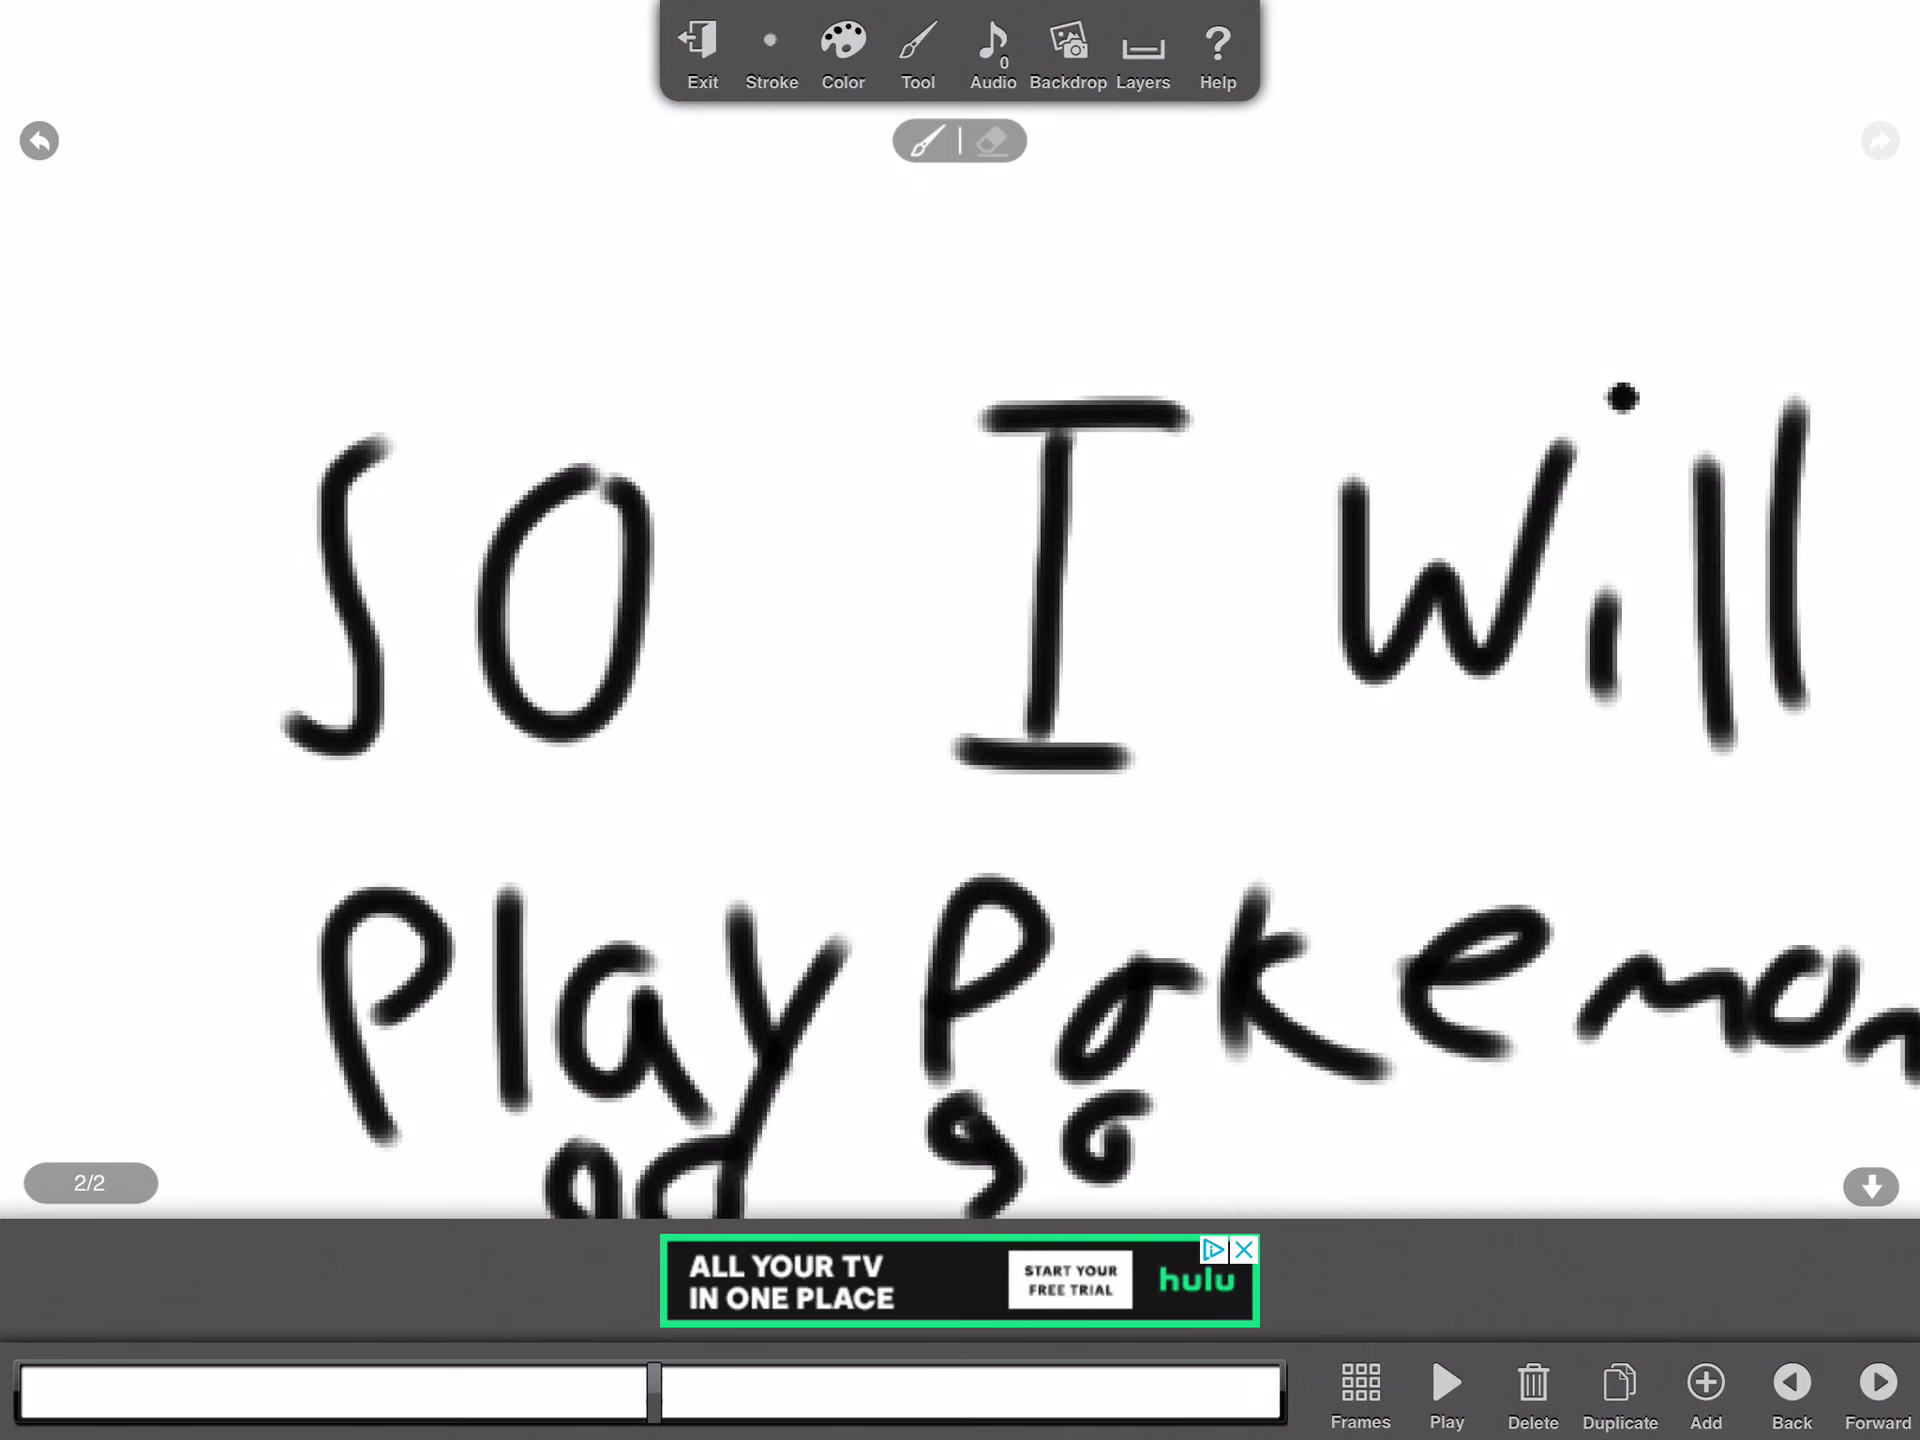 Exit Stroke Color Tool Audio 0 Backdrop Layers Help
So I will
Play Pokemon
go
2/2
ALL YOUR TV
IN ONE PLACE
START YOUR
FREE TRIAL
hulu
Frames Play Delete Duplicate Add Back Forward